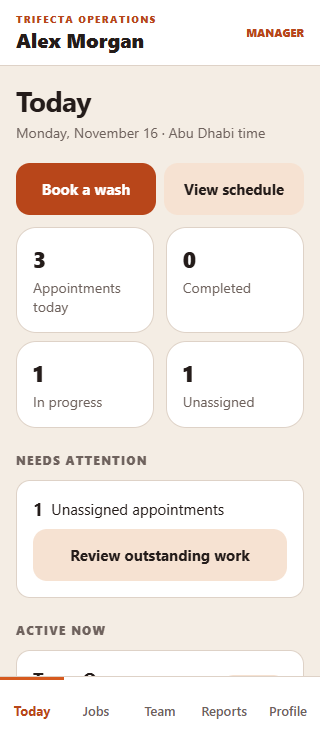 TRIFECTA OPERATIONS
Alex Morgan
MANAGER
Today
Monday, November 16 · Abu Dhabi time
Book a wash
View schedule
3
Appointments
today
0
Completed
1
In progress
1
Unassigned
NEEDS ATTENTION
1 Unassigned appointments
Review outstanding work
ACTIVE NOW
Today
Jobs
Team
Reports
Profile